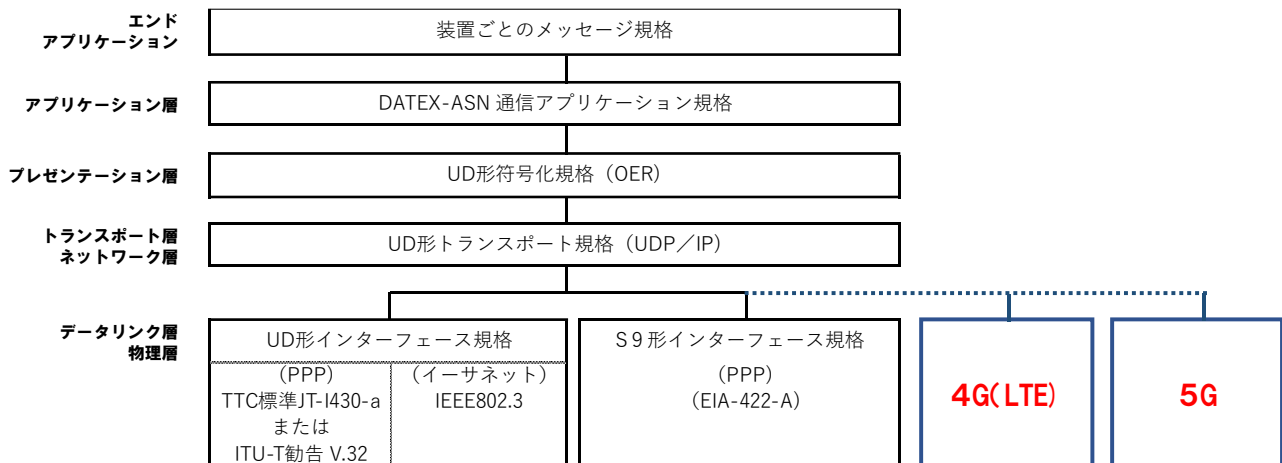 エンド
アプリケーション
装置ごとのメッセージ規格
アプリケーション層
DATEX-ASN 通信アプリケーション規格
プレゼンテーション層
UD形符号化規格（OER）
トランスポート層
ネットワーク層
UD形トランスポート規格（UDP／IP）
データリンク層
物理層
UD形インターフェース規格
(PPP)
TTC標準JT-I430-a
または
ITU-T勧告 V.32
（イーサネット）
IEEE802.3
S９形インターフェース規格
(PPP)
（EIA-422-A）
4G(LTE)
5G